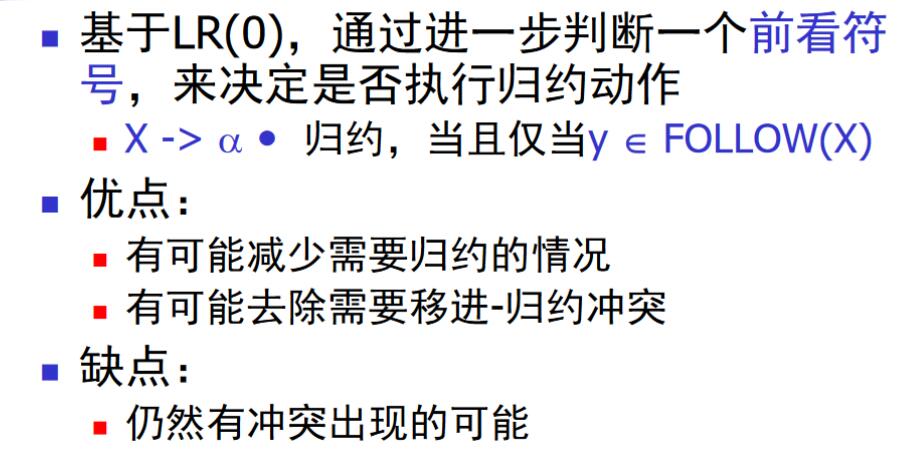 ■ 基于LR(0)，通过进一步判断一个前看符
号，来决定是否执行归约动作
■ X -> α • 归约，当且仅当y ∈ FOLLOW(X)
■ 优点：
■ 有可能减少需要归约的情况
■ 有可能去除需要移进-归约冲突
■ 缺点：
■ 仍然有冲突出现的可能